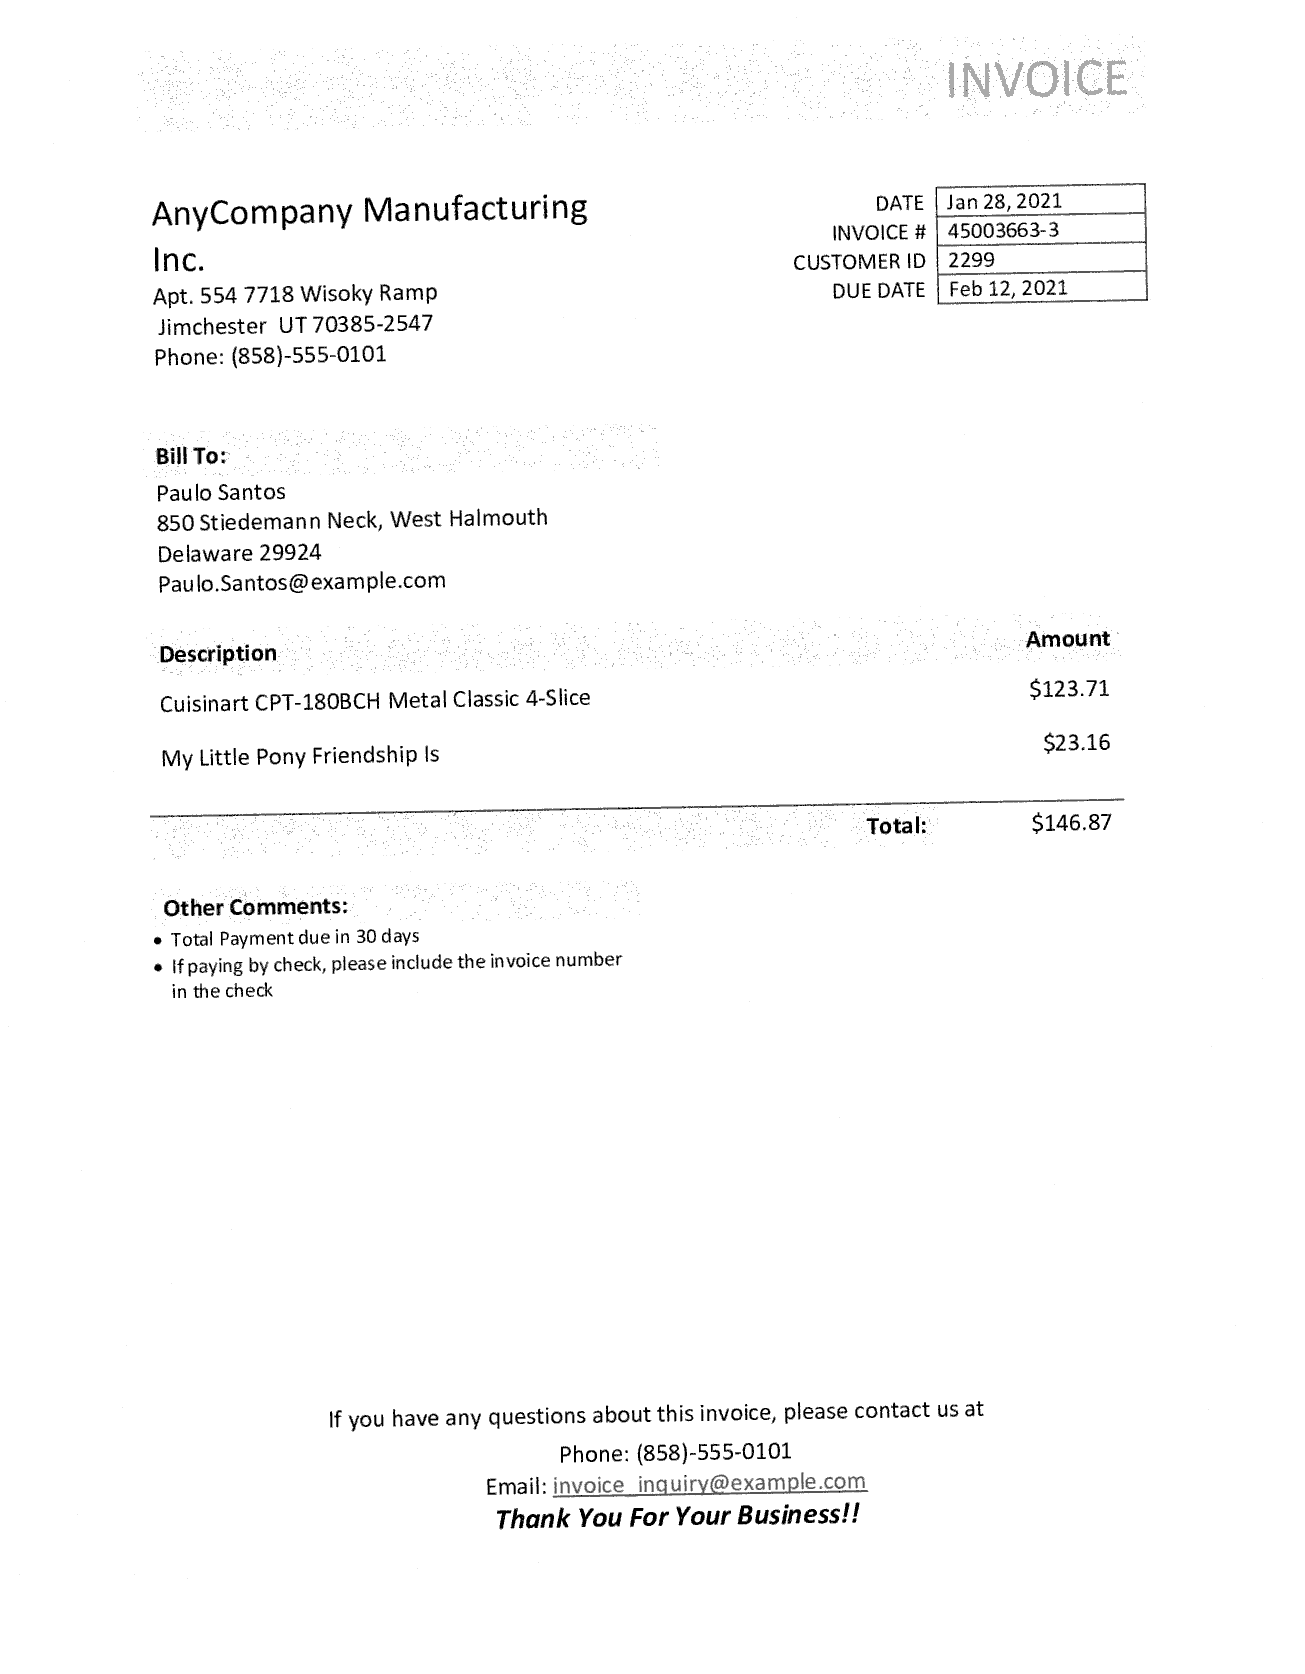 INVOICE
AnyCompany Manufacturing
Inc.
Apt. 554 7718 Wisoky Ramp
Jimchester UT 70385-2547
Phone: (858)-555-0101
DATE Jan 28, 2021
INVOICE # 45003663-3
CUSTOMER ID 2299
DUE DATE Feb 12, 2021
Bill To:
Paulo Santos
850 Stiedemann Neck, West Halmouth
Delaware 29924
Paulo.Santos@example.com
Description Amount
Cuisinart CPT-180BCH Metal Classic 4-Slice $123.71
My Little Pony Friendship Is $23.16
Total: $146.87
Other Comments:
• Total Payment due in 30 days
• If paying by check, please include the invoice number
in the check
If you have any questions about this invoice, please contact us at
Phone: (858)-555-0101
Email: invoice_inquiry@example.com
Thank You For Your Business!!